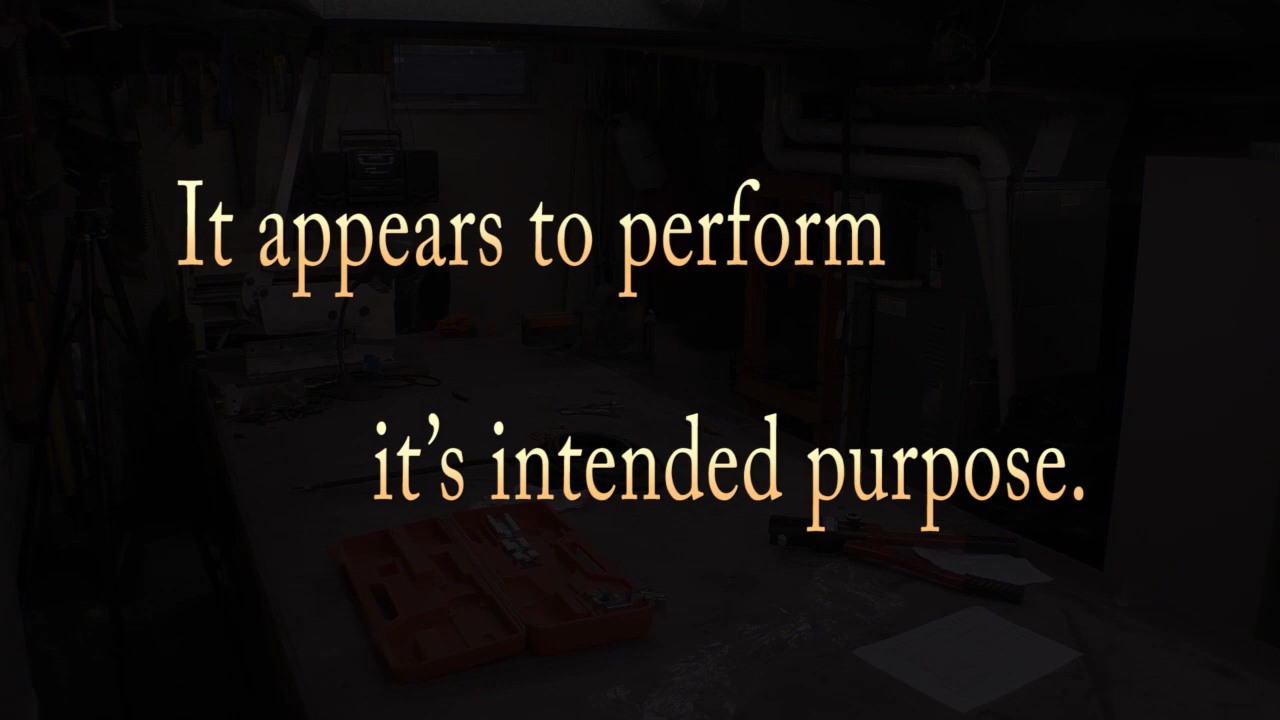 It appears to perform
it’s intended purpose.